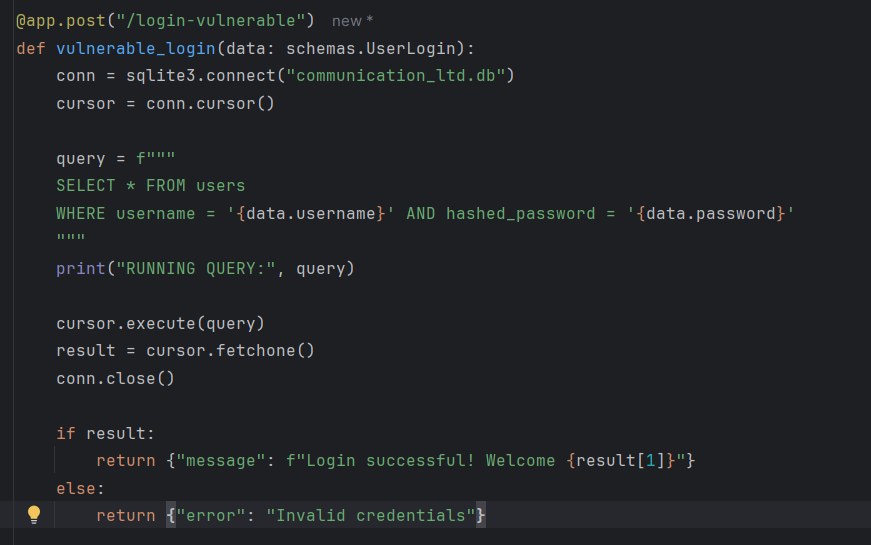 @app.post("/login-vulnerable") new *
def vulnerable_login(data: schemas.UserLogin):
    conn = sqlite3.connect("communication_ltd.db")
    cursor = conn.cursor()

    query = f"""
    SELECT * FROM users
    WHERE username = '{data.username}' AND hashed_password = '{data.password}'
    """
    print("RUNNING QUERY:", query)

    cursor.execute(query)
    result = cursor.fetchone()
    conn.close()

    if result:
        return {"message": f"Login successful! Welcome {result[1]}"}
    else:
        return {"error": "Invalid credentials"}